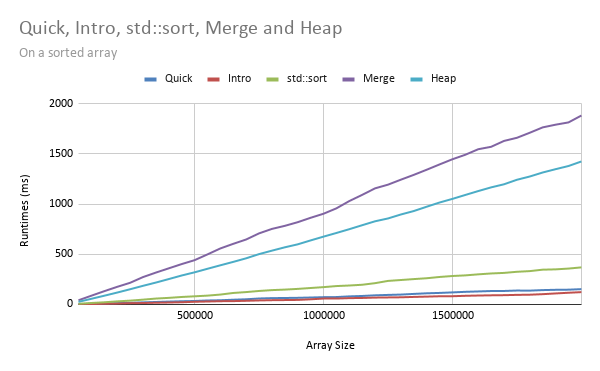 Quick, Intro, std::sort, Merge and Heap
On a sorted array
Quick Intro std::sort Merge Heap
2000
1500
1000
500
0
Runtimes (ms)
500000 1000000 1500000
Array Size